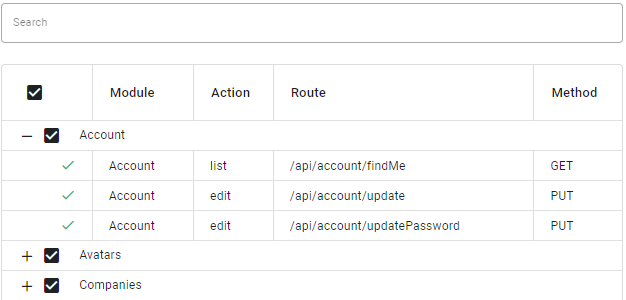 Search
Module Action Route Method
Account
Account list /api/account/findMe GET
Account edit /api/account/update PUT
Account edit /api/account/updatePassword PUT
Avatars
Companies